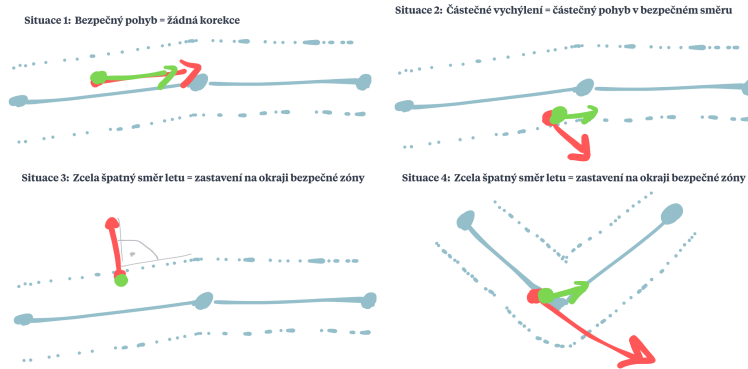 Situace 1: Bezpečný pohyb = žádná korekce
Situace 2: Částečné vychýlení = částečný pohyb v bezpečném směru
Situace 3: Zcela špatný směr letu = zastavení na okraji bezpečné zóny
Situace 4: Zcela špatný směr letu = zastavení na okraji bezpečné zóny